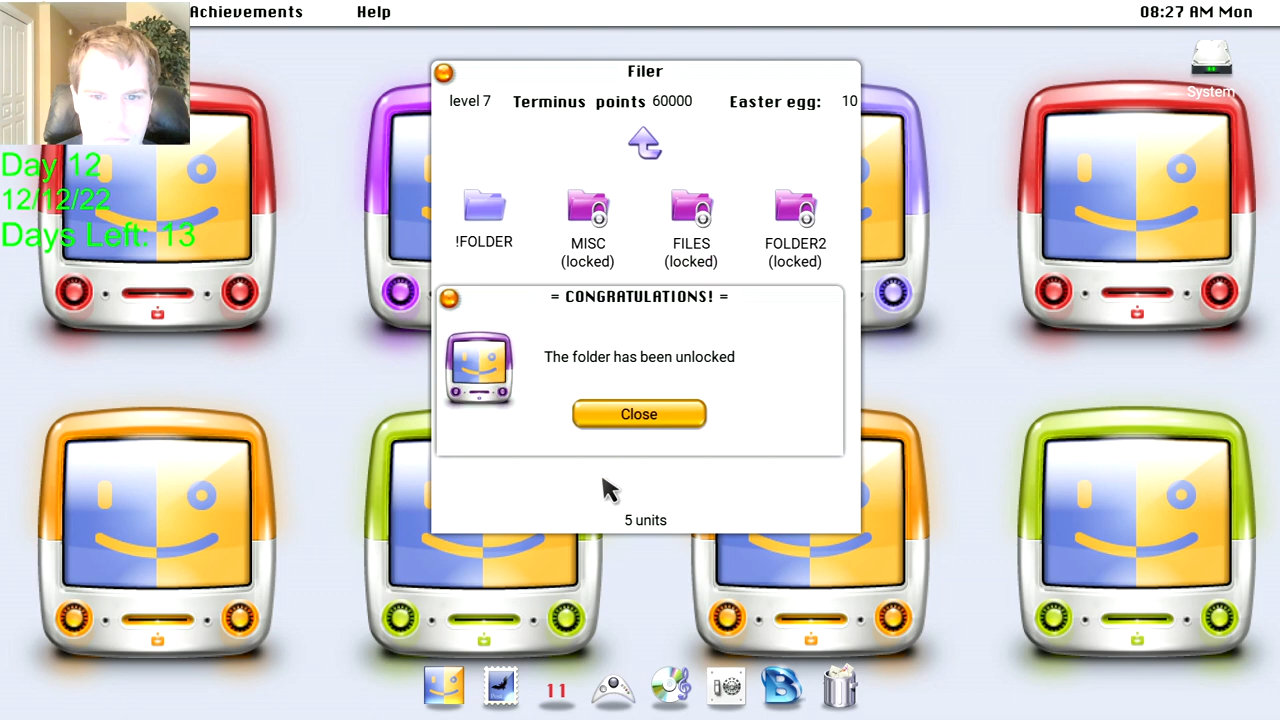 Achievements Help 08:27 AM Mon
Filer
System
level 7 Terminus points 60000 Easter egg: 10
Day 12
12/12/22
Days Left: 13
!FOLDER MISC FILES FOLDER2
(locked) (locked) (locked)
= CONGRATULATIONS! =
The folder has been unlocked
Close
5 units
11